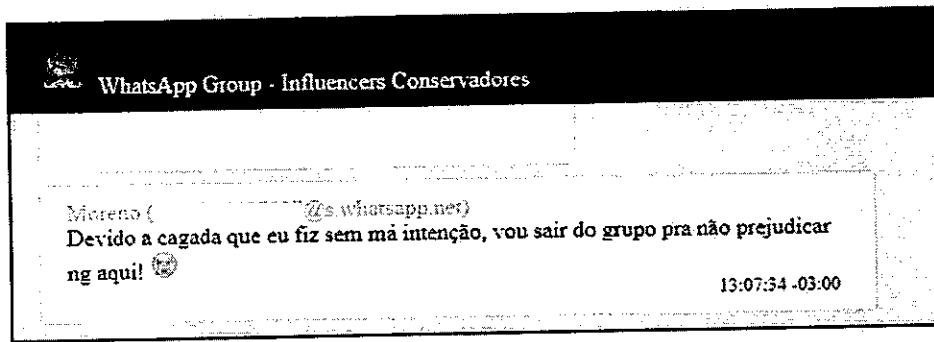 WhatsApp Group - Influencers Conservadores
Moreno ( @s.whatsapp.net)
Devido a cagada que eu fiz sem má intenção, vou sair do grupo pra não prejudicar
ng aqui!
13:07:34 -03:00